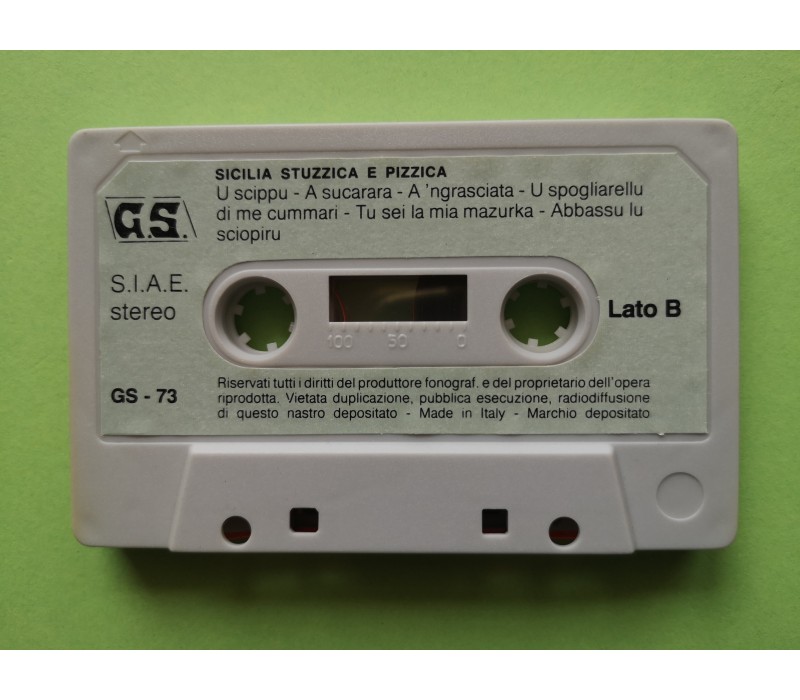 SICILIA STUZZICA E PIZZICA
U scippu - A sucarara - A 'ngrasciata - U spogliarellu
di me cummari - Tu sei la mia mazurka - Abbassu lu
sciopiru
G.S.
S.I.A.E.
stereo
Lato B
100 50 0
GS - 73
Riservati tutti i diritti del produttore fonograf. e del proprietario dell'opera
riprodotta. Vietata duplicazione, pubblica esecuzione, radiodiffusione
di questo nastro depositato - Made in Italy - Marchio depositato